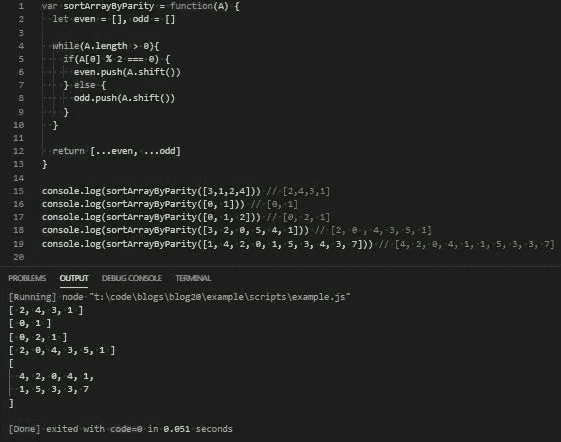 1 var sortArrayByParity = function(A) {
2 let even = [], odd = []
3
4 while(A.length > 0){
5 if(A[0] % 2 === 0) {
6 even.push(A.shift())
7 } else {
8 odd.push(A.shift())
9 }
10 }
11
12 return [...even, ...odd]
13 }
14
15 console.log(sortArrayByParity([3,1,2,4])) // [2,4,3,1]
16 console.log(sortArrayByParity([0, 1])) // [0, 1]
17 console.log(sortArrayByParity([0, 1, 2])) // [0, 2, 1]
18 console.log(sortArrayByParity([3, 2, 0, 5, 4, 1])) // [2, 0 , 4, 3, 5, 1]
19 console.log(sortArrayByParity([1, 4, 2, 0, 1, 5, 3, 4, 3, 7])) // [4, 2, 0, 4, 1, 1, 5, 3, 3, 7]
20
PROBLEMS OUTPUT DEBUG CONSOLE TERMINAL
[Running] node "t:\code\blogs\blog20\example\scripts\example.js"
[ 2, 4, 3, 1 ]
[ 0, 1 ]
[ 0, 2, 1 ]
[ 2, 0, 4, 3, 5, 1 ]
[
4, 2, 0, 4, 1,
1, 5, 3, 3, 7
]
[Done] exited with code=0 in 0.051 seconds